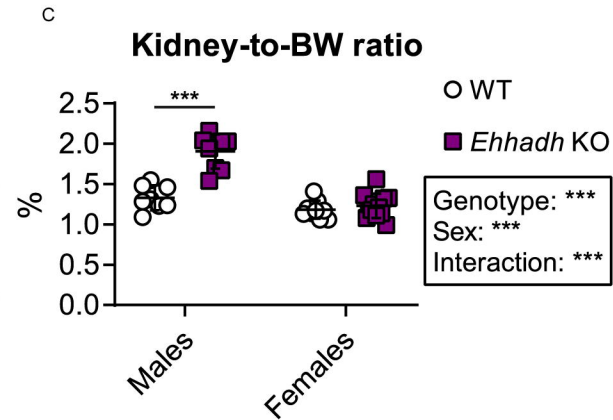 C
Kidney-to-BW ratio
***
WT
Ehhadh KO
2.5
2.0
1.5
1.0
0.5
0.0
%
Genotype: ***
Sex: ***
Interaction: ***
Males
Females